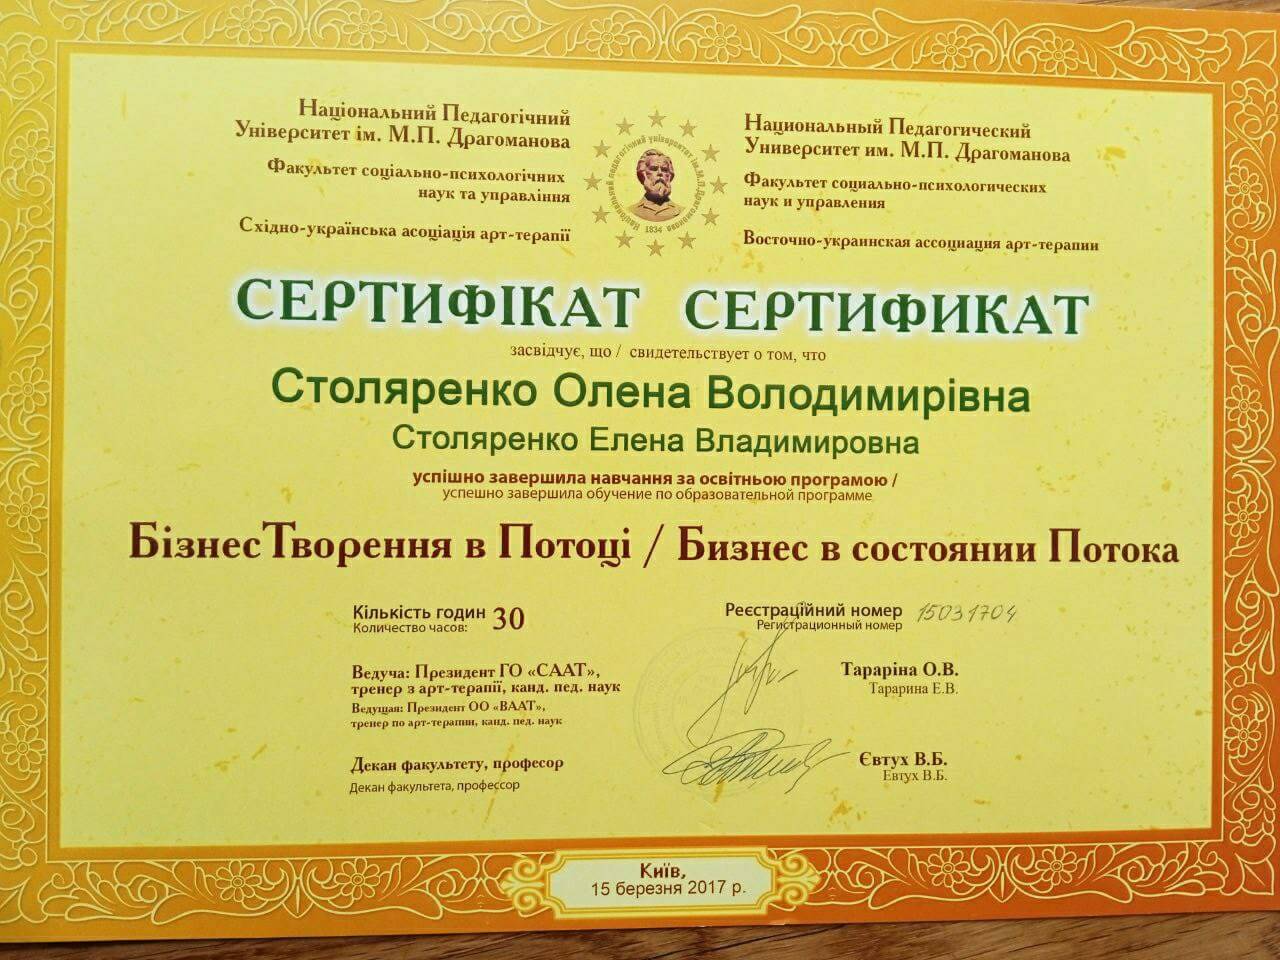 Національний Педагогічний
Університет ім. М.П. Драгоманова
Факультет соціально-психологічних
наук та управління
Східно-українська асоціація арт-терапії
Національний педагогічний університет ім. М.П. Драгоманова
1834
Национальный Педагогический
Университет им. М.П. Драгоманова
Факультет социально-психологических
наук и управления
Восточно-украинская ассоциация арт-терапии
СЕРТИФІКАТ СЕРТИФИКАТ
засвідчує, що / свидетельствует о том, что
Столяренко Олена Володимирівна
Столяренко Елена Владимировна
успішно завершила навчання за освітньою програмою /
успешно завершила обучение по образовательной программе
БізнесТворення в Потоці / Бизнес в состоянии Потока
Кількість годин 30
Количество часов:
Реєстраційний номер 15031704
Регистрационный номер
Ведуча: Президент ГО «СААТ»,
тренер з арт-терапії, канд. пед. наук
Ведущая: Президент ОО «ВААТ»,
тренер по арт-терапии, канд. пед. наук
Тараріна О.В.
Тарарина Е.В.
Декан факультету, професор
Декан факультета, профессор
Євтух В.Б.
Евтух В.Б.
Київ,
15 березня 2017 р.